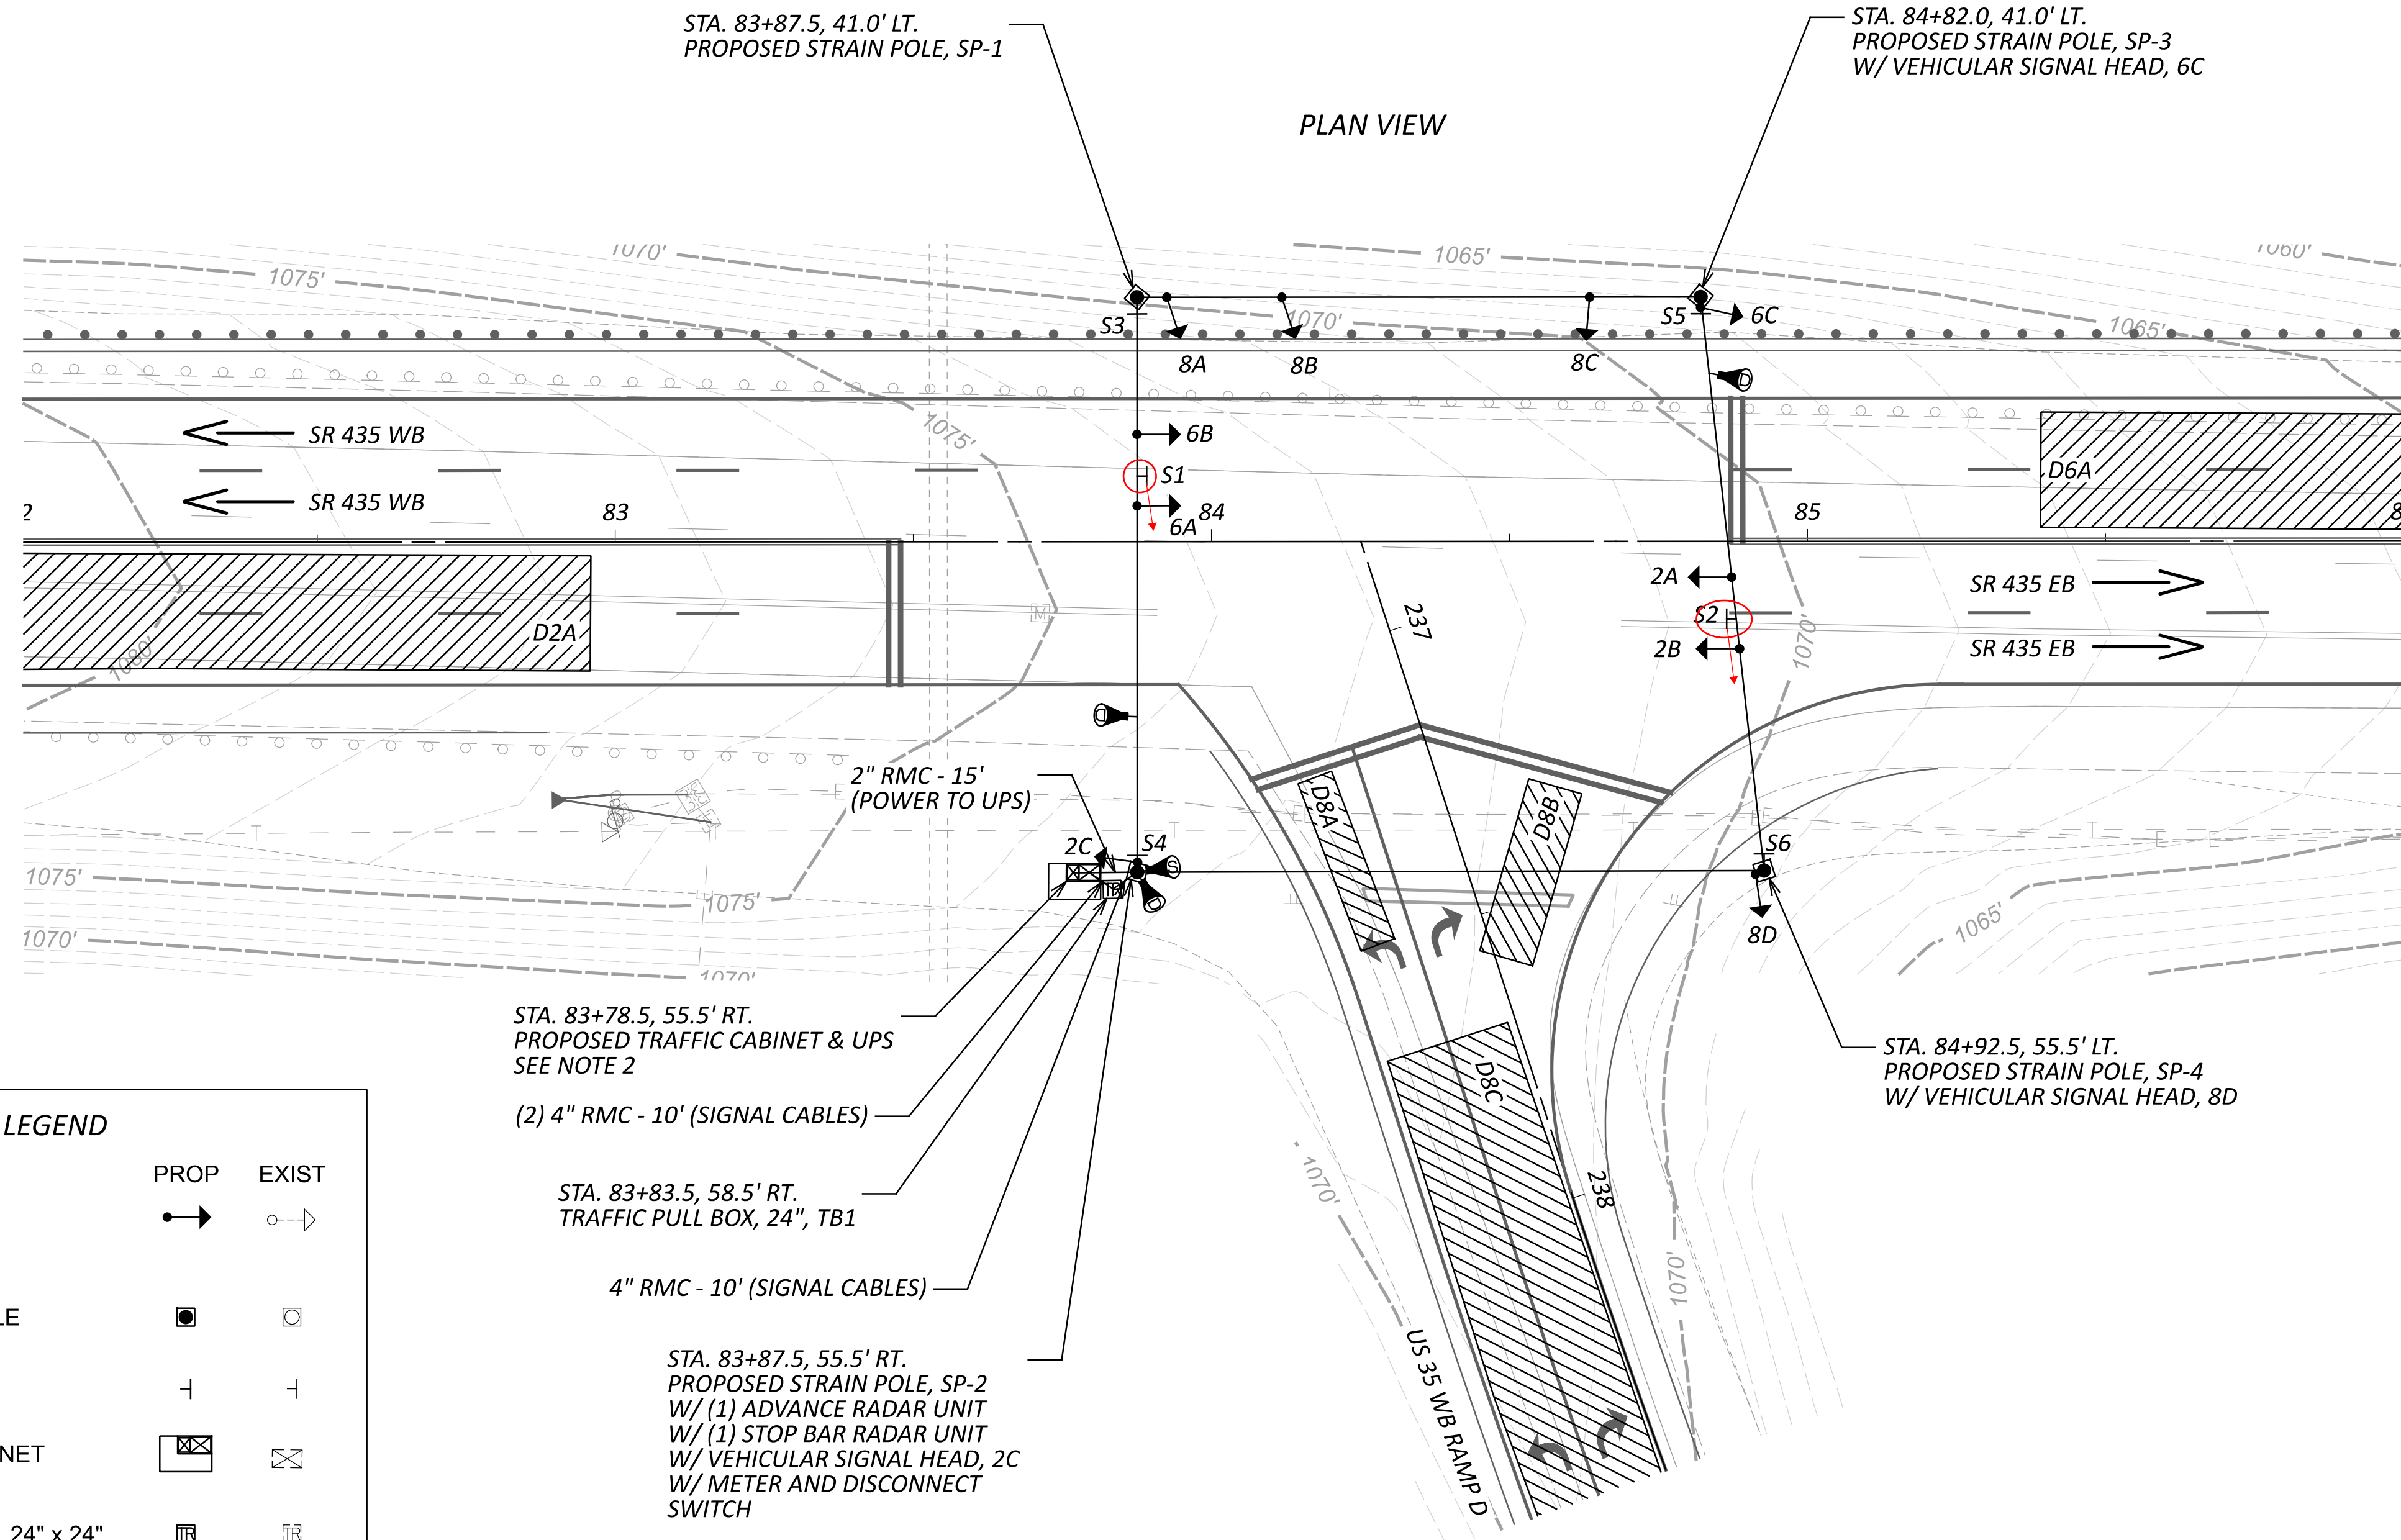 STA. 83+87.5, 41.0' LT.
PROPOSED STRAIN POLE, SP-1
STA. 84+82.0, 41.0' LT.
PROPOSED STRAIN POLE, SP-3
W/ VEHICULAR SIGNAL HEAD, 6C
PLAN VIEW
1070'
1065'
1060'
1075'
S3
1070'
S5
6C
1065'
8A
8B
8C
D
1075'
SR 435 WB
6B
S1
D6A
SR 435 WB
2
83
6A
84
85
8
2A
SR 435 EB
237
S2
D2A
M
1080'
2B
SR 435 EB
1070'
D
2" RMC - 15'
(POWER TO UPS)
E
D8A
D8B
E
E
T
T
T
2C
S4
S
S6
E
E
1075'
TR
D
1075'
8D
1065'
1070'
1070'
STA. 83+78.5, 55.5' RT.
PROPOSED TRAFFIC CABINET & UPS
SEE NOTE 2
STA. 84+92.5, 55.5' LT.
PROPOSED STRAIN POLE, SP-4
W/ VEHICULAR SIGNAL HEAD, 8D
D8C
(2) 4" RMC - 10' (SIGNAL CABLES)
LEGEND
PROP EXIST
1070'
238
STA. 83+83.5, 58.5' RT.
TRAFFIC PULL BOX, 24", TB1
1070'
4" RMC - 10' (SIGNAL CABLES)
LE
US 35 WB RAMP D
STA. 83+87.5, 55.5' RT.
PROPOSED STRAIN POLE, SP-2
W/ (1) ADVANCE RADAR UNIT
W/ (1) STOP BAR RADAR UNIT
W/ VEHICULAR SIGNAL HEAD, 2C
W/ METER AND DISCONNECT
SWITCH
NET
24" x 24"
TR
TR